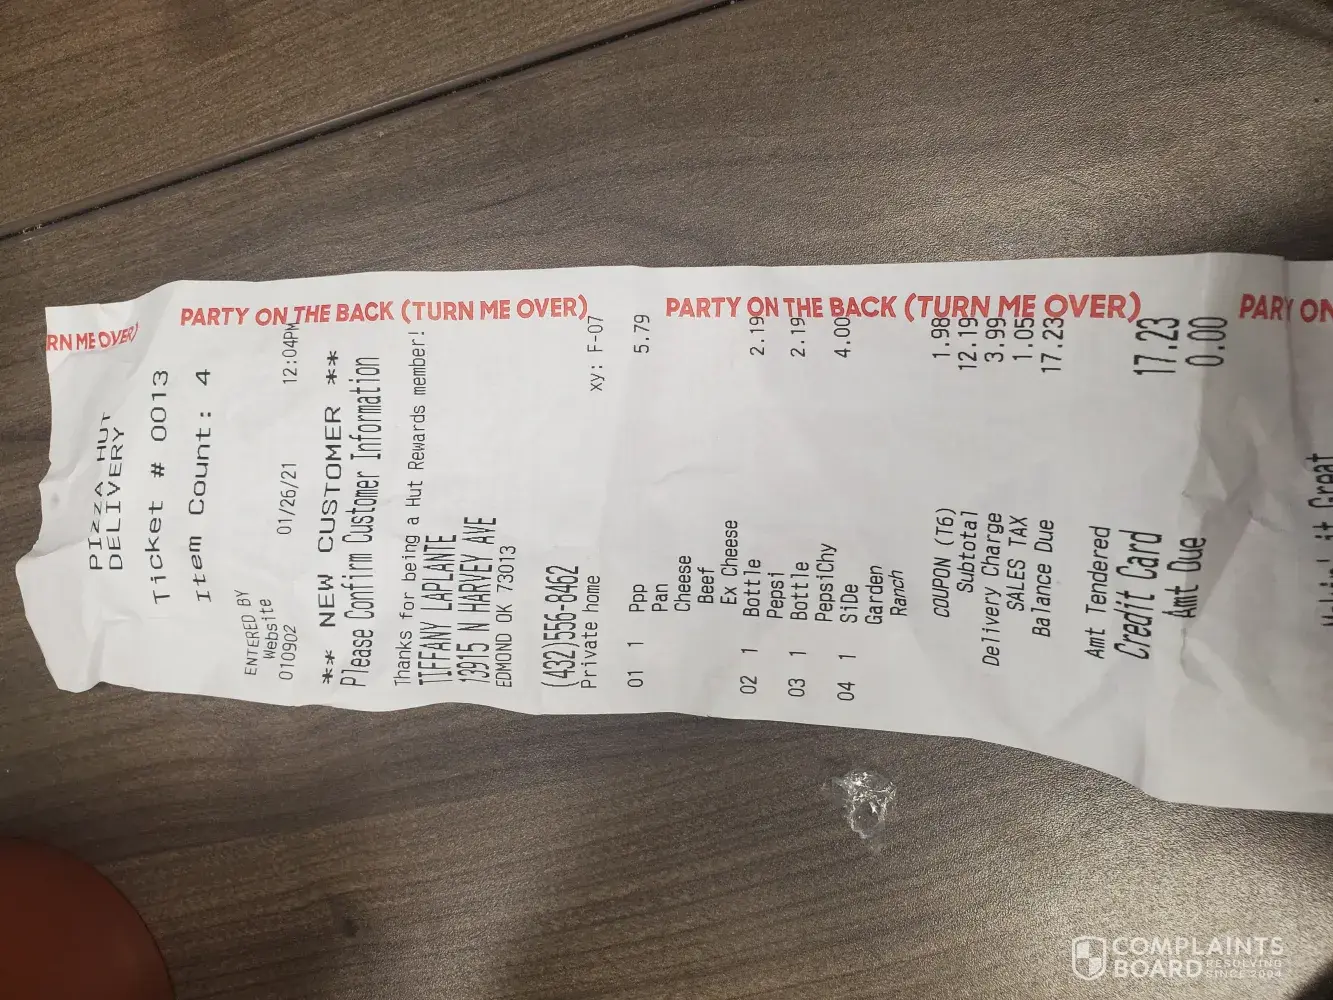 RN ME OVER)
PARTY ON THE BACK (TURN ME OVER)
PARTY ON THE BACK (TURN ME OVER)
PARTY ON
PIZZA HUT
DELIVERY
Ticket # 0013
Item Count: 4
ENTERED BY
Website
010902 01/26/21 12:04PM
** NEW CUSTOMER **
Please Confirm Customer Information
Thanks for being a Hut Rewards member!
TIFFANY LAPLANTE
13915 N HARVEY AVE
EDMOND OK 73013
(432)556-8462
Private home xy: F-07
01 1 Ppp 5.79
Pan
Cheese
Beef
Ex Cheese
02 1 Bottle 2.19
Pepsi
03 1 Bottle 2.19
PepsiChy
04 1 SiDe 4.00
Garden
Ranch
COUPON (T6) 1.98
Subtotal 12.19
Delivery Charge 3.99
SALES TAX 1.05
Balance Due 17.23
Amt Tendered
Credit Card 17.23
Amt Due 0.00
it Great
COMPLAINTS
BOARD RESOLVING
SINCE 2004